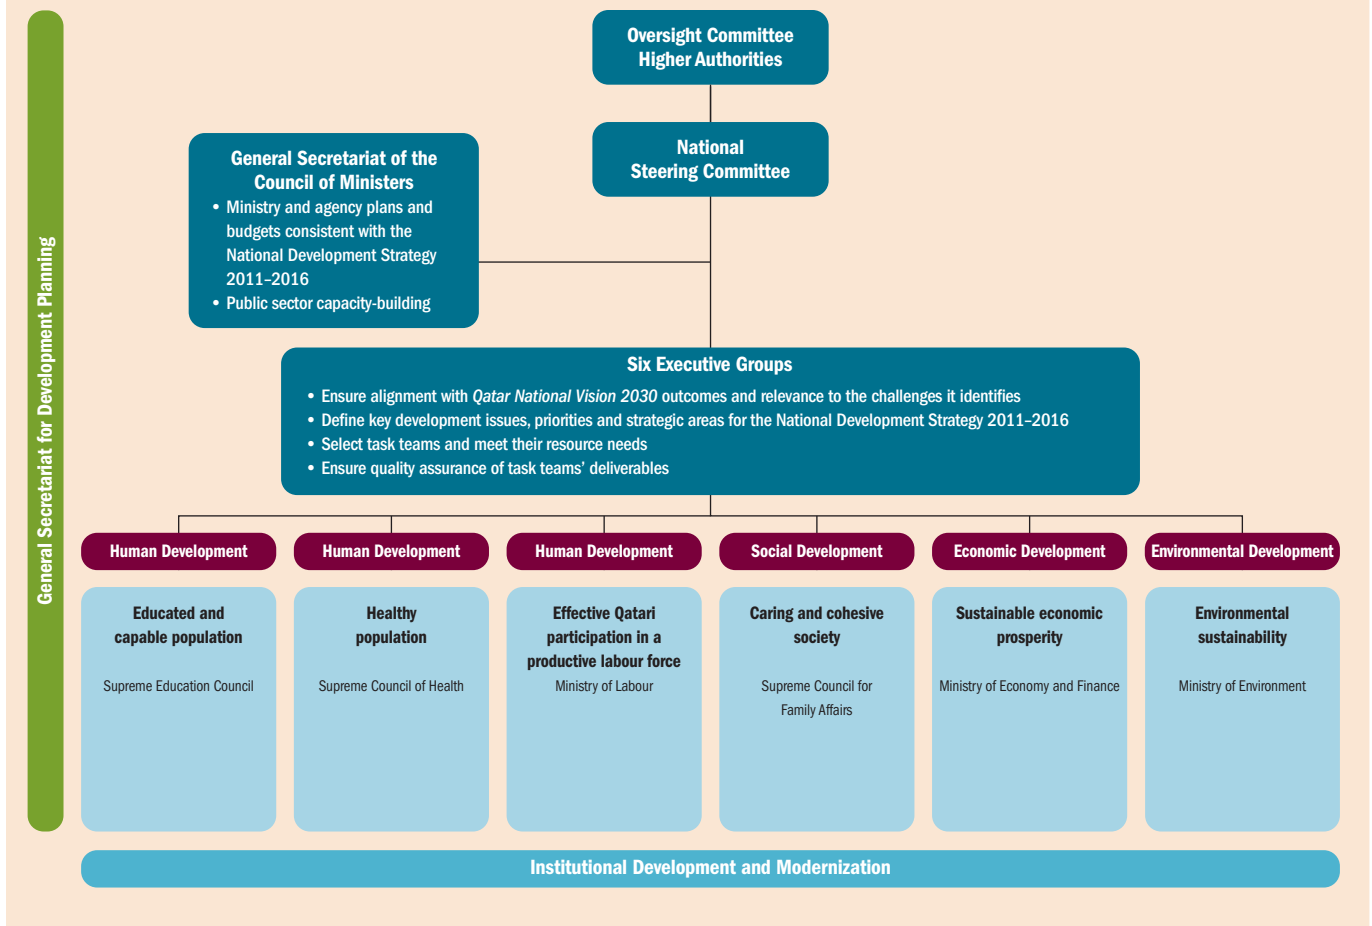 General Secretariat for Development Planning
Oversight Committee
Higher Authorities
National
Steering Committee
General Secretariat of the
Council of Ministers
• Ministry and agency plans and
budgets consistent with the
National Development Strategy
2011–2016
• Public sector capacity-building
Six Executive Groups
• Ensure alignment with Qatar National Vision 2030 outcomes and relevance to the challenges it identifies
• Define key development issues, priorities and strategic areas for the National Development Strategy 2011–2016
• Select task teams and meet their resource needs
• Ensure quality assurance of task teams’ deliverables
Human Development
Educated and
capable population
Supreme Education Council
Human Development
Healthy
population
Supreme Council of Health
Human Development
Effective Qatari
participation in a
productive labour force
Ministry of Labour
Social Development
Caring and cohesive
society
Supreme Council for
Family Affairs
Economic Development
Sustainable economic
prosperity
Ministry of Economy and Finance
Environmental Development
Environmental
sustainability
Ministry of Environment
Institutional Development and Modernization